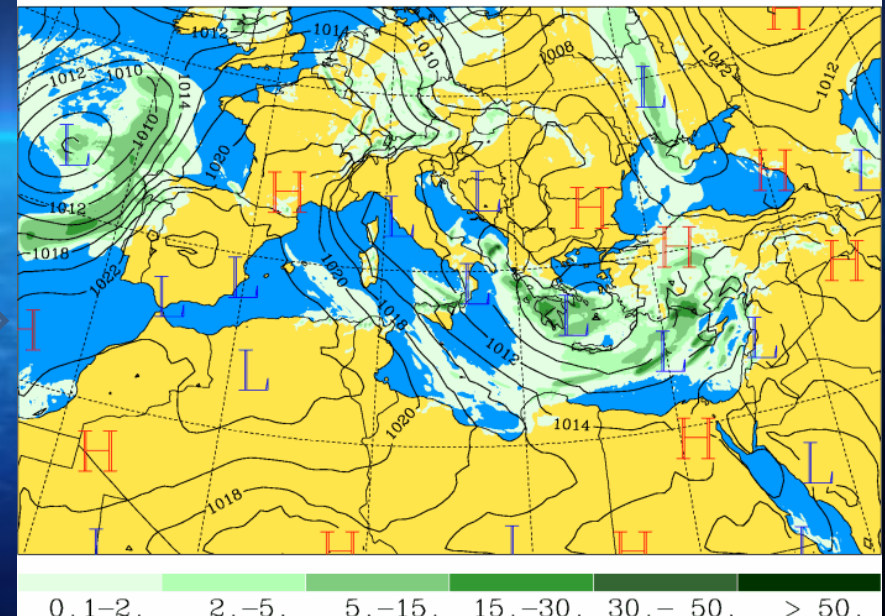 1012 1014
1012 1010 1010 1008 1012
L 1014 L 1012
1010
L 1020 H L
H L H
1012 L H
1018 H
1022 L L 1020 L
H 1018 L
1012 L L
L
1020 1014 H
H L
1018
L H L H L
0.1-2. 2.-5. 5.-15. 15.-30. 30.- 50. > 50.